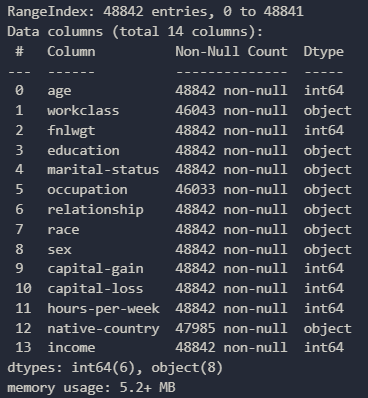 RangeIndex: 48842 entries, 0 to 48841
Data columns (total 14 columns):
 #   Column          Non-Null Count  Dtype
---  ------          --------------  -----
 0   age             48842 non-null  int64
 1   workclass       46043 non-null  object
 2   fnlwgt          48842 non-null  int64
 3   education       48842 non-null  object
 4   marital-status  48842 non-null  object
 5   occupation      46033 non-null  object
 6   relationship    48842 non-null  object
 7   race            48842 non-null  object
 8   sex             48842 non-null  object
 9   capital-gain    48842 non-null  int64
 10  capital-loss    48842 non-null  int64
 11  hours-per-week  48842 non-null  int64
 12  native-country  47985 non-null  object
 13  income          48842 non-null  int64
dtypes: int64(6), object(8)
memory usage: 5.2+ MB